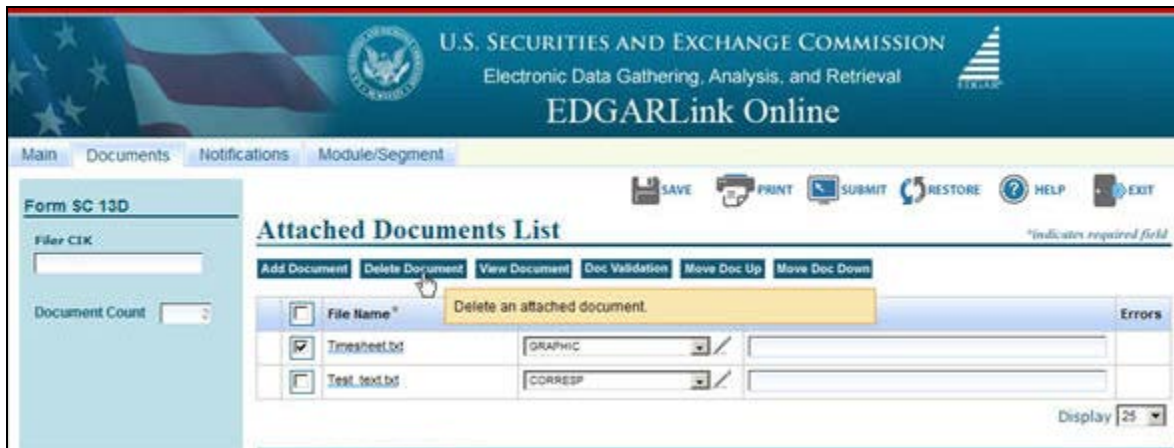 U.S. SECURITIES AND EXCHANGE COMMISSION
Electronic Data Gathering, Analysis, and Retrieval
EDGARLink Online
EDGAR
Main Documents Notifications Module/Segment
SAVE PRINT SUBMIT RESTORE HELP EXIT
Form SC 13D
Attached Documents List
*indicates required field
Filer CIK
Add Document Delete Document View Document Doc Validation Move Doc Up Move Doc Down
Delete an attached document.
Document Count 2
File Name* Errors
Timesheet.txt GRAPHIC
Test_text.txt CORRESP
Display 25